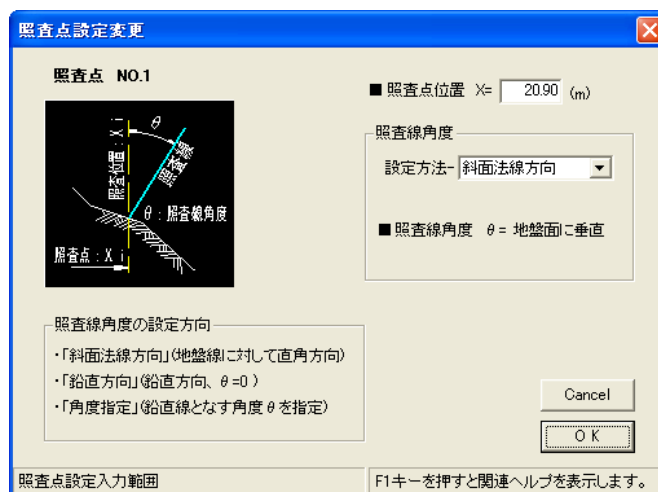 照査点設定変更
照査点 NO.1
■ 照査点位置 X= 20.90 (m)
照査位置：X i
θ
照査線
θ：照査線角度
照査点：X i
照査線角度
設定方法- 斜面法線方向
■ 照査線角度 θ= 地盤面に垂直
照査線角度の設定方向
・「斜面法線方向」(地盤線に対して直角方向)
・「鉛直方向」(鉛直方向、θ=0 )
・「角度指定」(鉛直線となす角度θを指定)
Cancel
O K
照査点設定入力範囲
F1キーを押すと関連ヘルプを表示します。